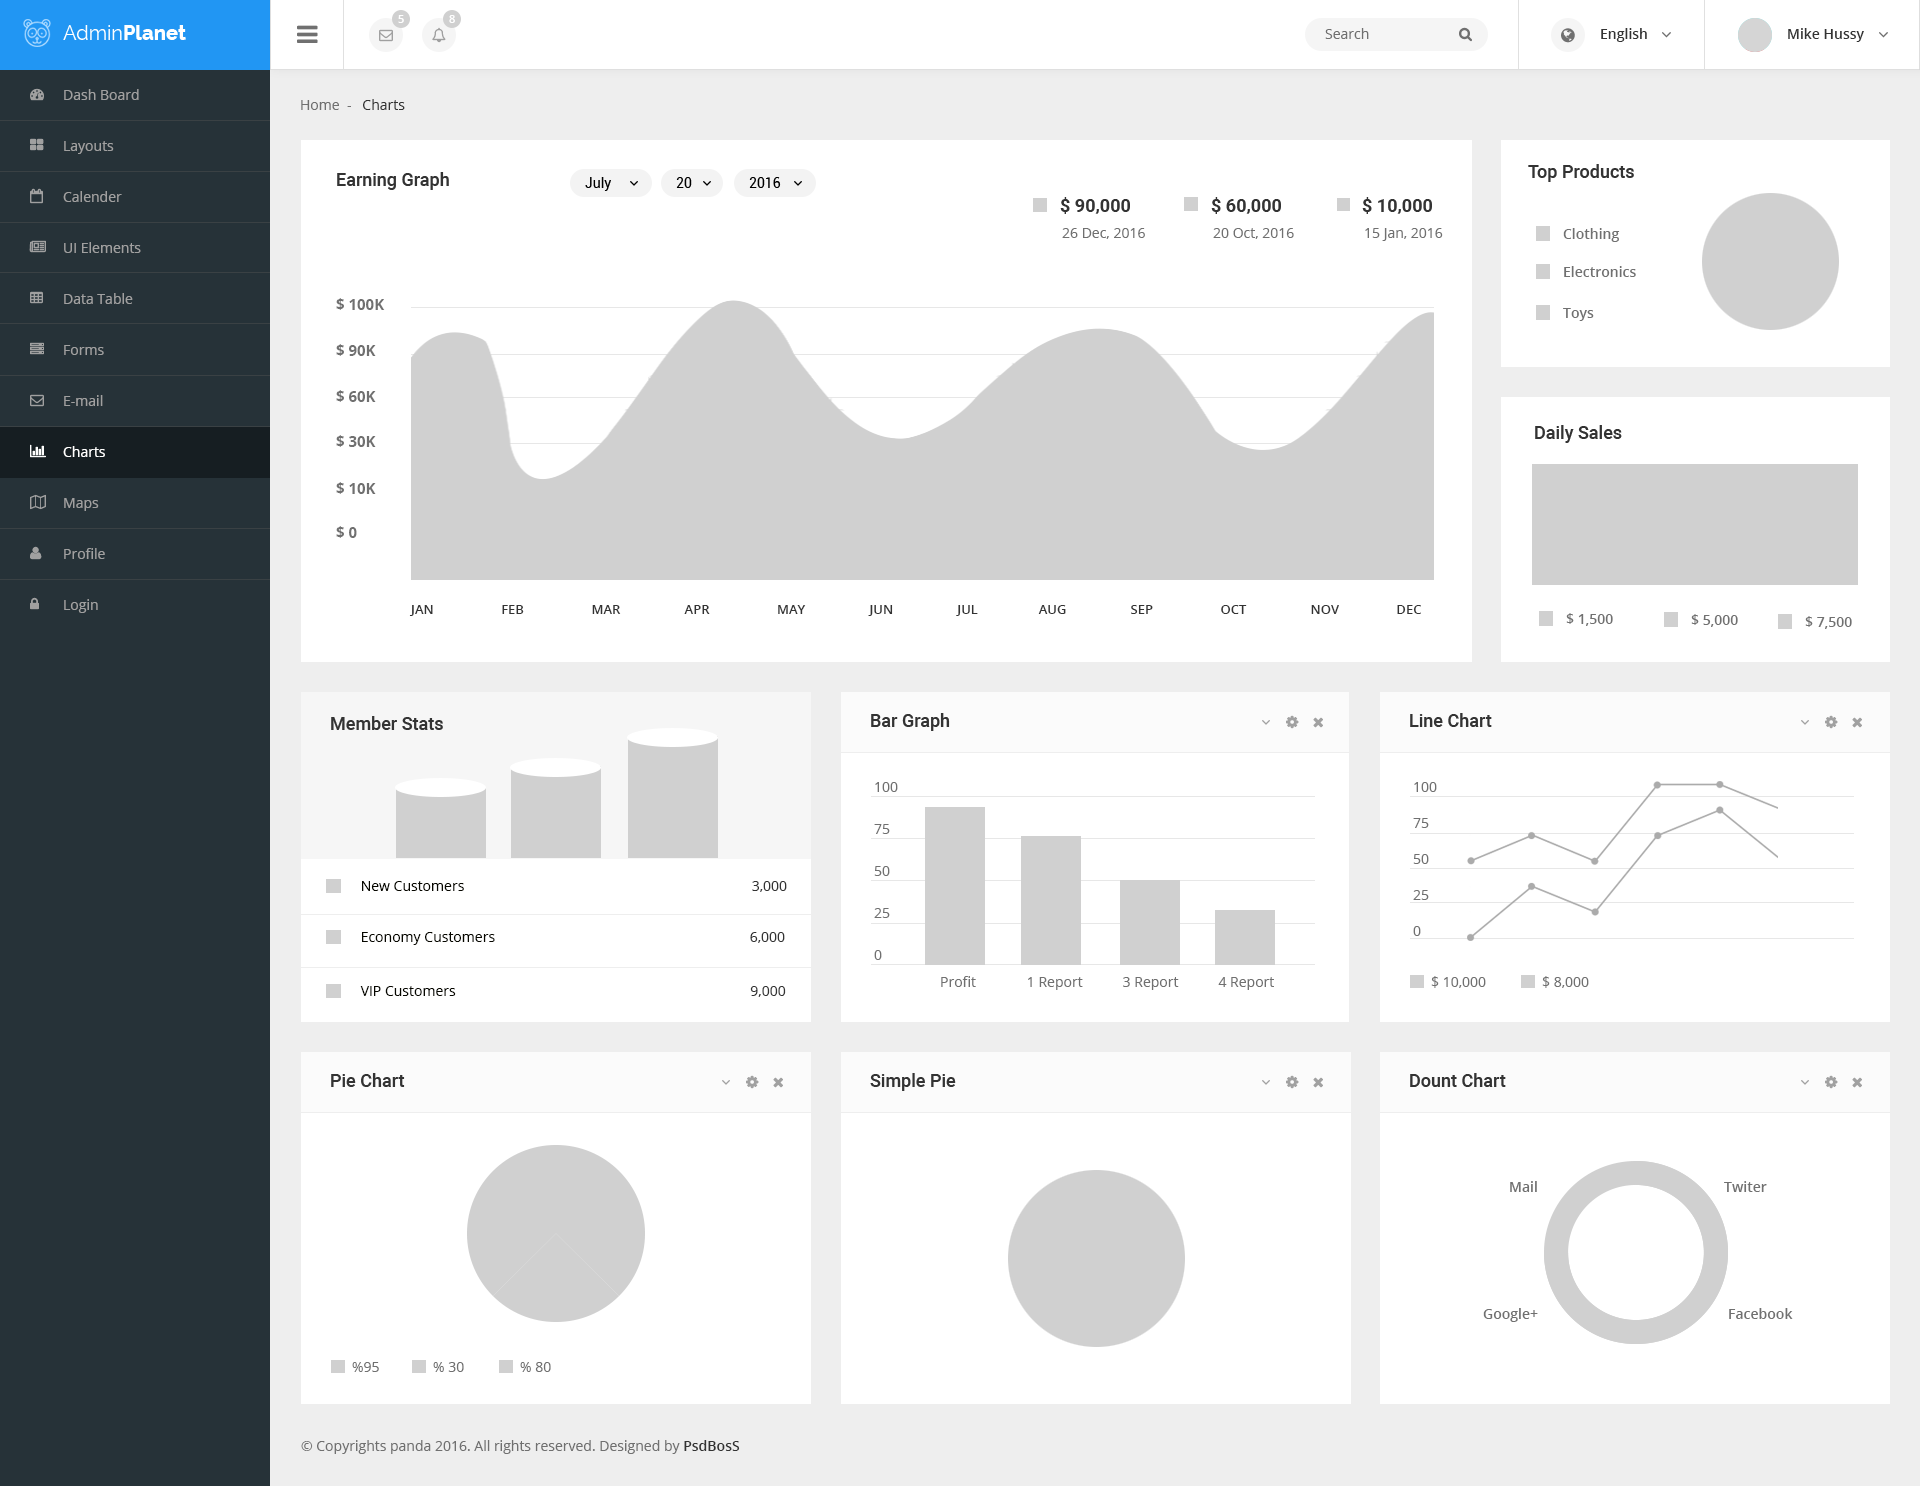 AdminPlanet
5
8
Search
English
Mike Hussy
Dash Board
Layouts
Calender
UI Elements
Data Table
Forms
E-mail
Charts
Maps
Profile
Login
Home - Charts
Earning Graph
July
20
2016
$ 90,000
26 Dec, 2016
$ 60,000
20 Oct, 2016
$ 10,000
15 Jan, 2016
$ 100K
$ 90K
$ 60K
$ 30K
$ 10K
$ 0
JAN FEB MAR APR MAY JUN JUL AUG SEP OCT NOV DEC
Top Products
Clothing
Electronics
Toys
Daily Sales
$ 1,500
$ 5,000
$ 7,500
Member Stats
New Customers 3,000
Economy Customers 6,000
VIP Customers 9,000
Bar Graph
100
75
50
25
0
Profit 1 Report 3 Report 4 Report
Line Chart
100
75
50
25
0
$ 10,000 $ 8,000
Pie Chart
%95 % 30 % 80
Simple Pie
Dount Chart
Mail Twiter
Google+ Facebook
© Copyrights panda 2016. All rights reserved. Designed by PsdBosS